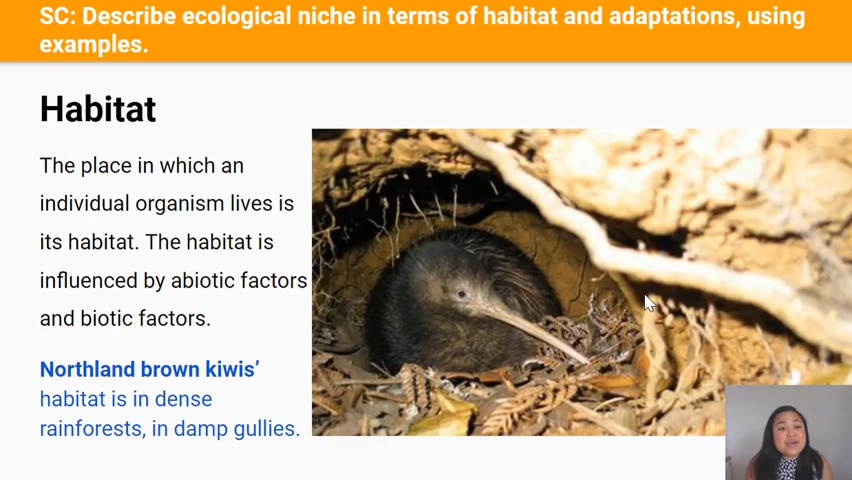 SC: Describe ecological niche in terms of habitat and adaptations, using
examples.
Habitat
The place in which an
individual organism lives is
its habitat. The habitat is
influenced by abiotic factors
and biotic factors.
Northland brown kiwis’
habitat is in dense
rainforests, in damp gullies.